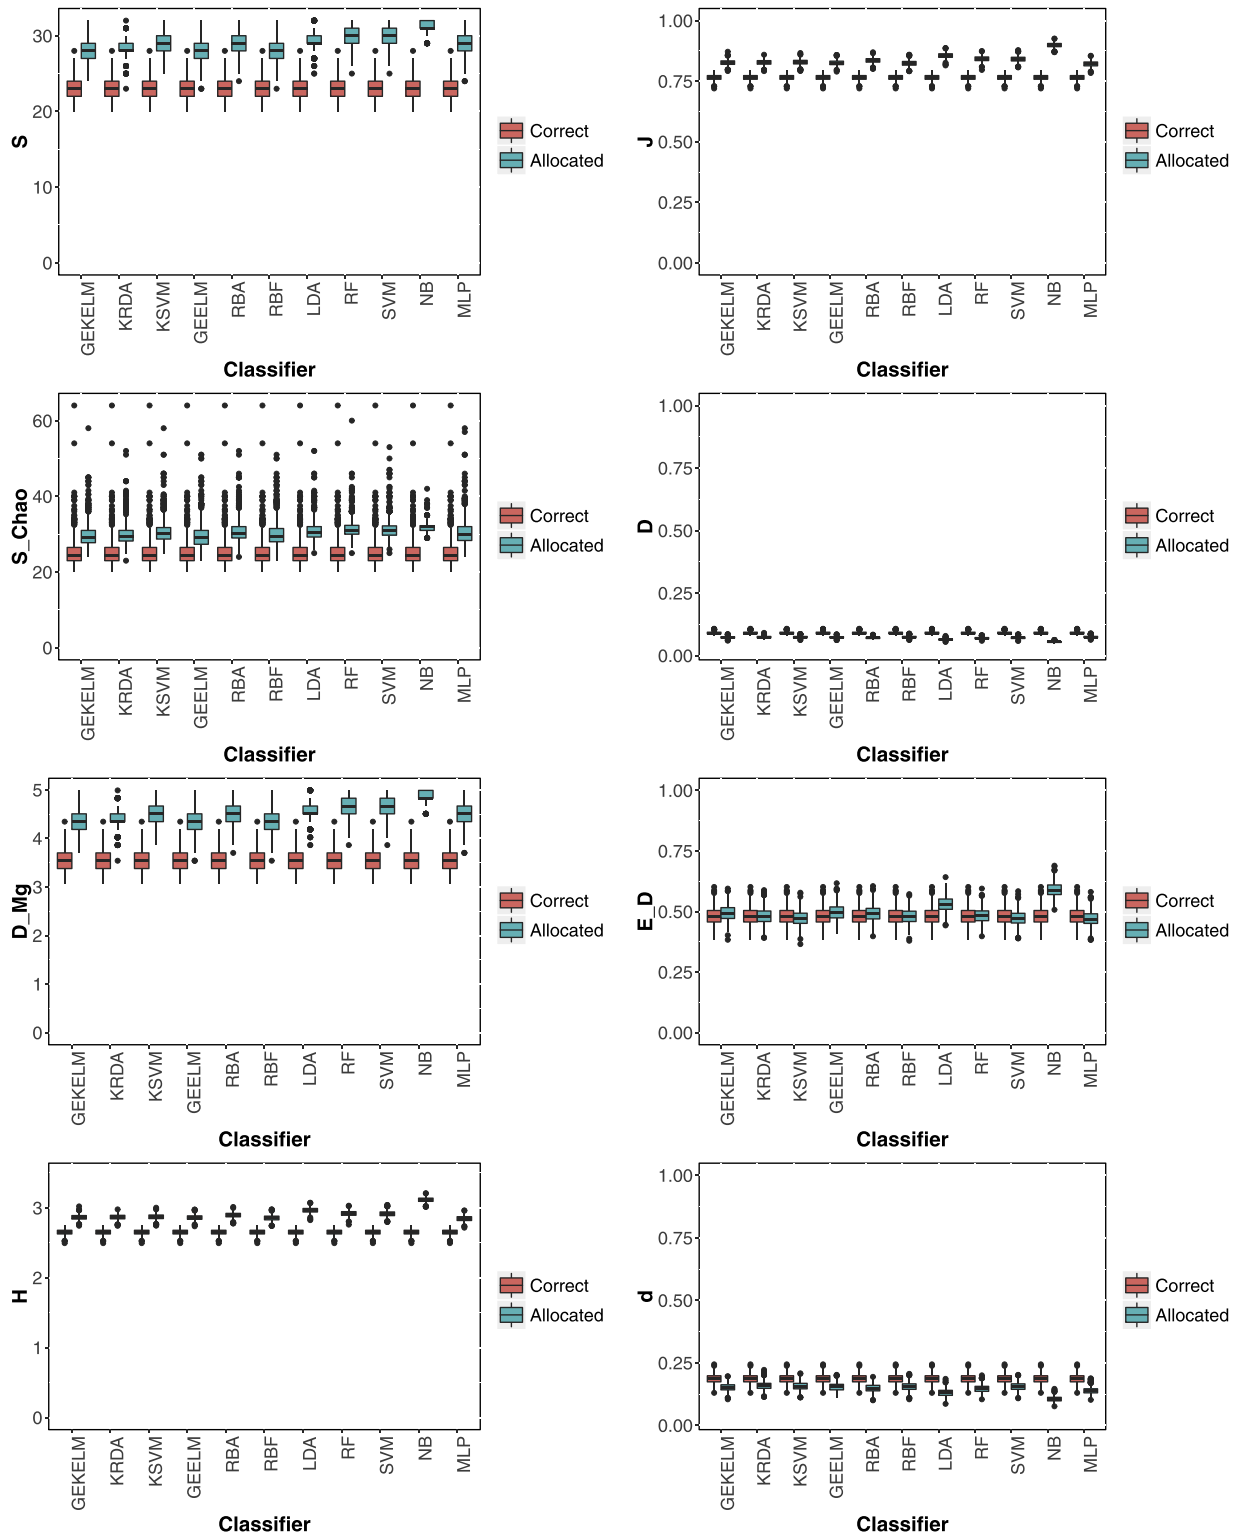 S
30
20
10
0
GEKELM KRDA KSVM GEELM RBA RBF LDA RF SVM NB MLP
Classifier
Correct
Allocated
J
1.00
0.75
0.50
0.25
0.00
GEKELM KRDA KSVM GEELM RBA RBF LDA RF SVM NB MLP
Classifier
Correct
Allocated
S_Chao
60
40
20
0
GEKELM KRDA KSVM GEELM RBA RBF LDA RF SVM NB MLP
Classifier
Correct
Allocated
D
1.00
0.75
0.50
0.25
0.00
GEKELM KRDA KSVM GEELM RBA RBF LDA RF SVM NB MLP
Classifier
Correct
Allocated
D_Mg
5
4
3
2
1
0
GEKELM KRDA KSVM GEELM RBA RBF LDA RF SVM NB MLP
Classifier
Correct
Allocated
E_D
1.00
0.75
0.50
0.25
0.00
GEKELM KRDA KSVM GEELM RBA RBF LDA RF SVM NB MLP
Classifier
Correct
Allocated
H
3
2
1
0
GEKELM KRDA KSVM GEELM RBA RBF LDA RF SVM NB MLP
Classifier
Correct
Allocated
d
1.00
0.75
0.50
0.25
0.00
GEKELM KRDA KSVM GEELM RBA RBF LDA RF SVM NB MLP
Classifier
Correct
Allocated